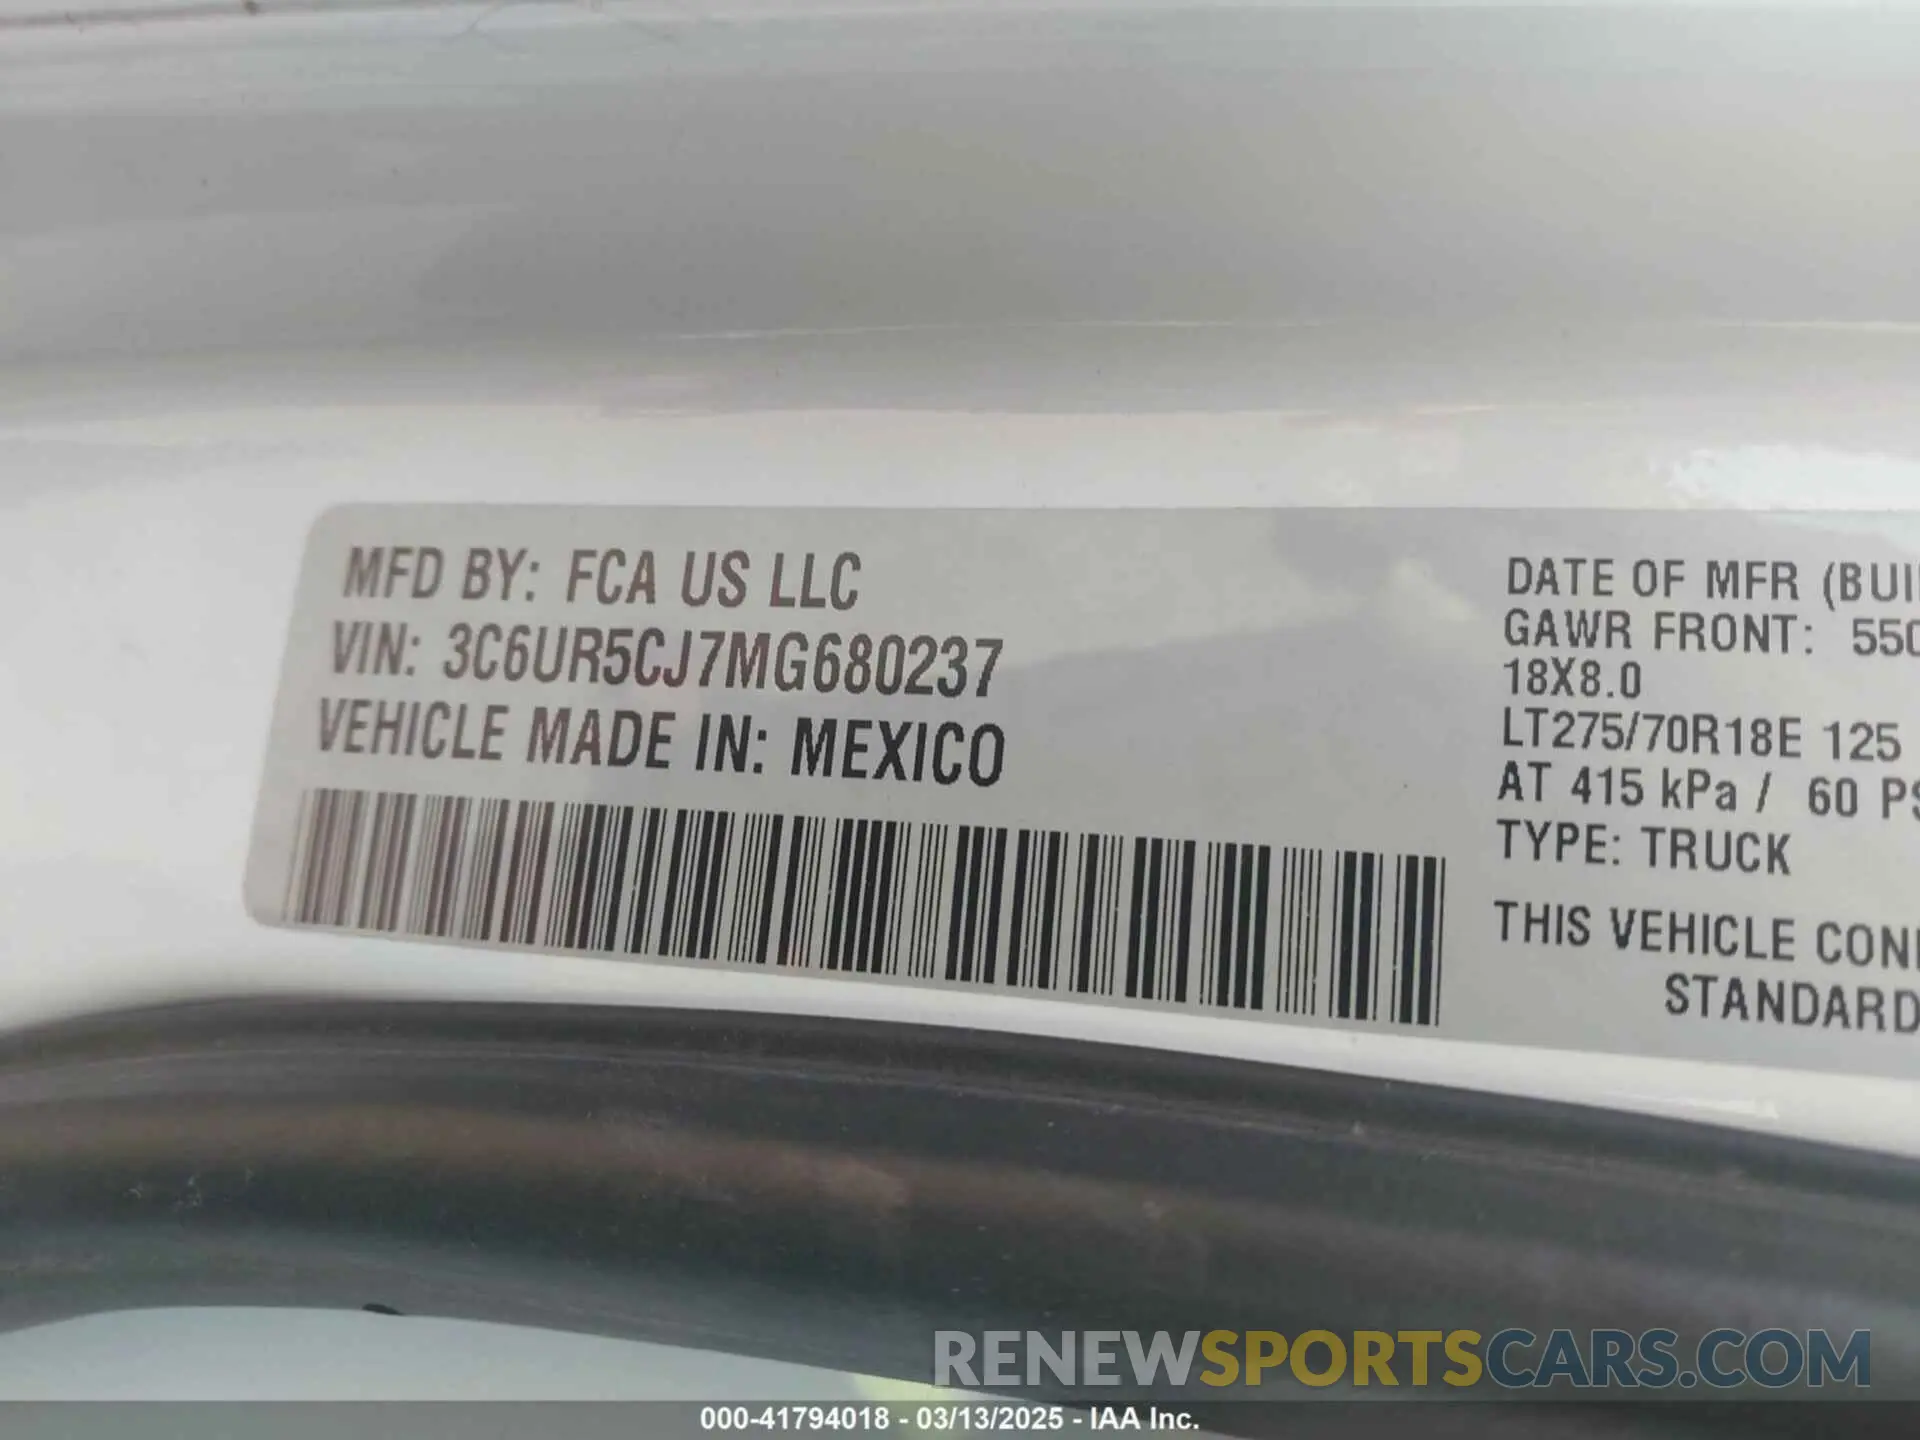 MFD BY: FCA US LLC
VIN: 3C6UR5CJ7MG680237
VEHICLE MADE IN: MEXICO
DATE OF MFR (BUI
GAWR FRONT: 550
18X8.0
LT275/70R18E 125
AT 415 kPa / 60 PS
TYPE: TRUCK
THIS VEHICLE CON
STANDARD
RENEWSPORTSCARS.COM
000-41794018 - 03/13/2025 - IAA Inc.